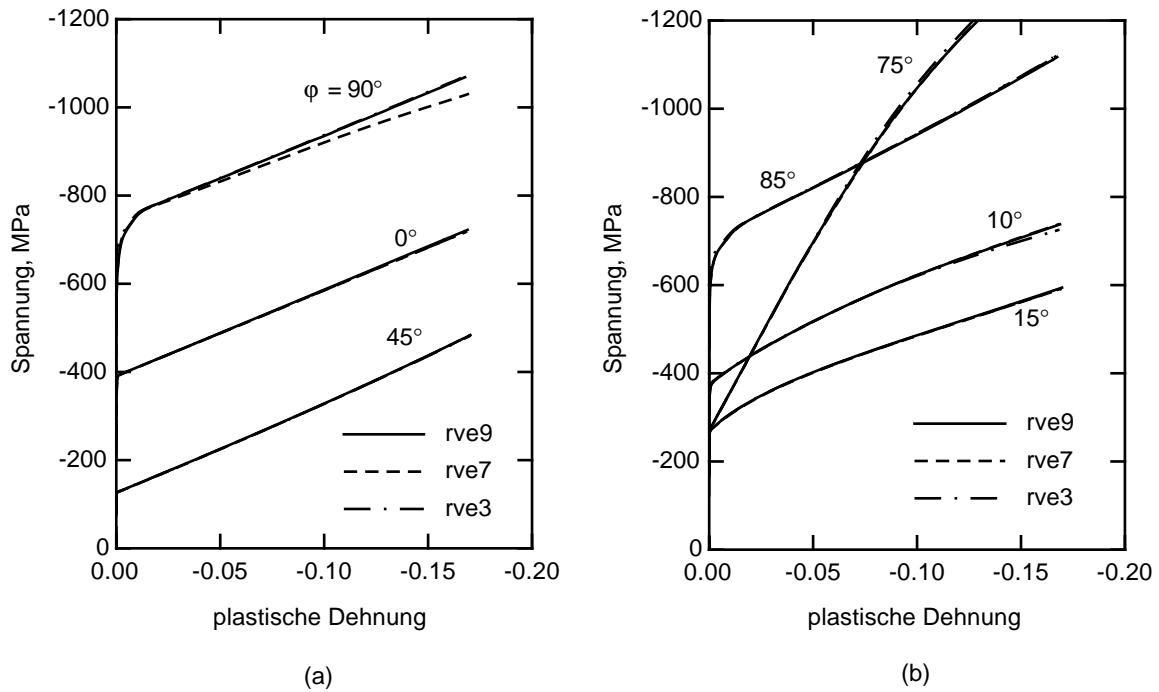 -1200
-1000
-800
-600
-400
-200
0
Spannung, MPa
φ = 90°
0°
45°
rve9
rve7
rve3
0.00 -0.05 -0.10 -0.15 -0.20
plastische Dehnung
(a)
-1200
-1000
-800
-600
-400
-200
0
Spannung, MPa
75°
85°
10°
15°
rve9
rve7
rve3
0.00 -0.05 -0.10 -0.15 -0.20
plastische Dehnung
(b)